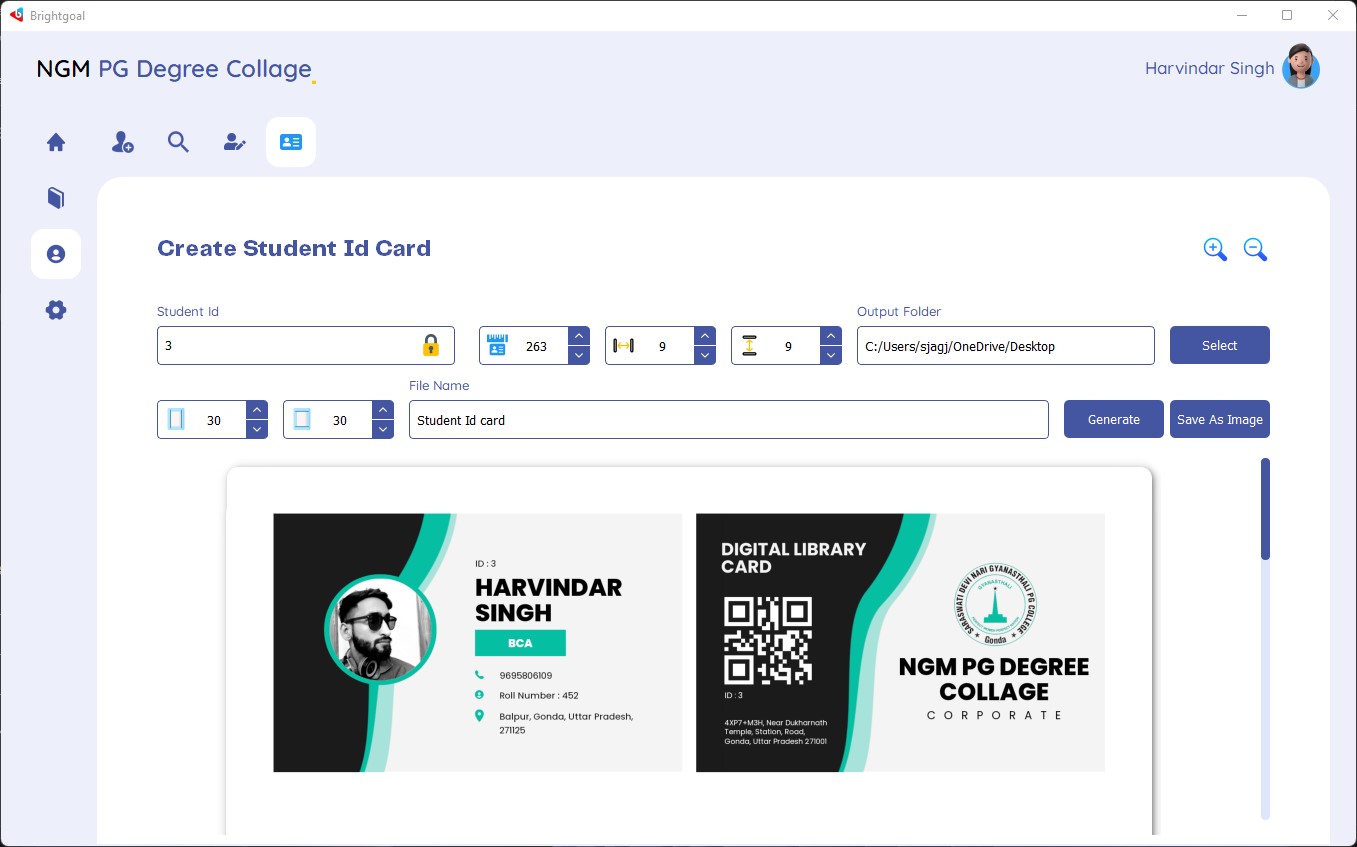 Brightgoal
NGM PG Degree Collage.
Harvindar Singh
Create Student Id Card
Student Id
Output Folder
3
263
9
9
C:/Users/sjagj/OneDrive/Desktop
Select
File Name
30
30
Student Id card
Generate
Save As Image
ID : 3
HARVINDAR
SINGH
BCA
9695806109
Roll Number : 452
Balpur, Gonda, Uttar Pradesh,
271125
DIGITAL LIBRARY
CARD
ID : 3
4XP7+M3H, Near Dukharnath
Temple, Station, Road,
Gonda, Uttar Pradesh 271001
SARASWATI DEVI NARI GYANASTHALI PG COLLEGE
GYANASTHALI
Gonda
NGM PG DEGREE
COLLAGE
CORPORATE